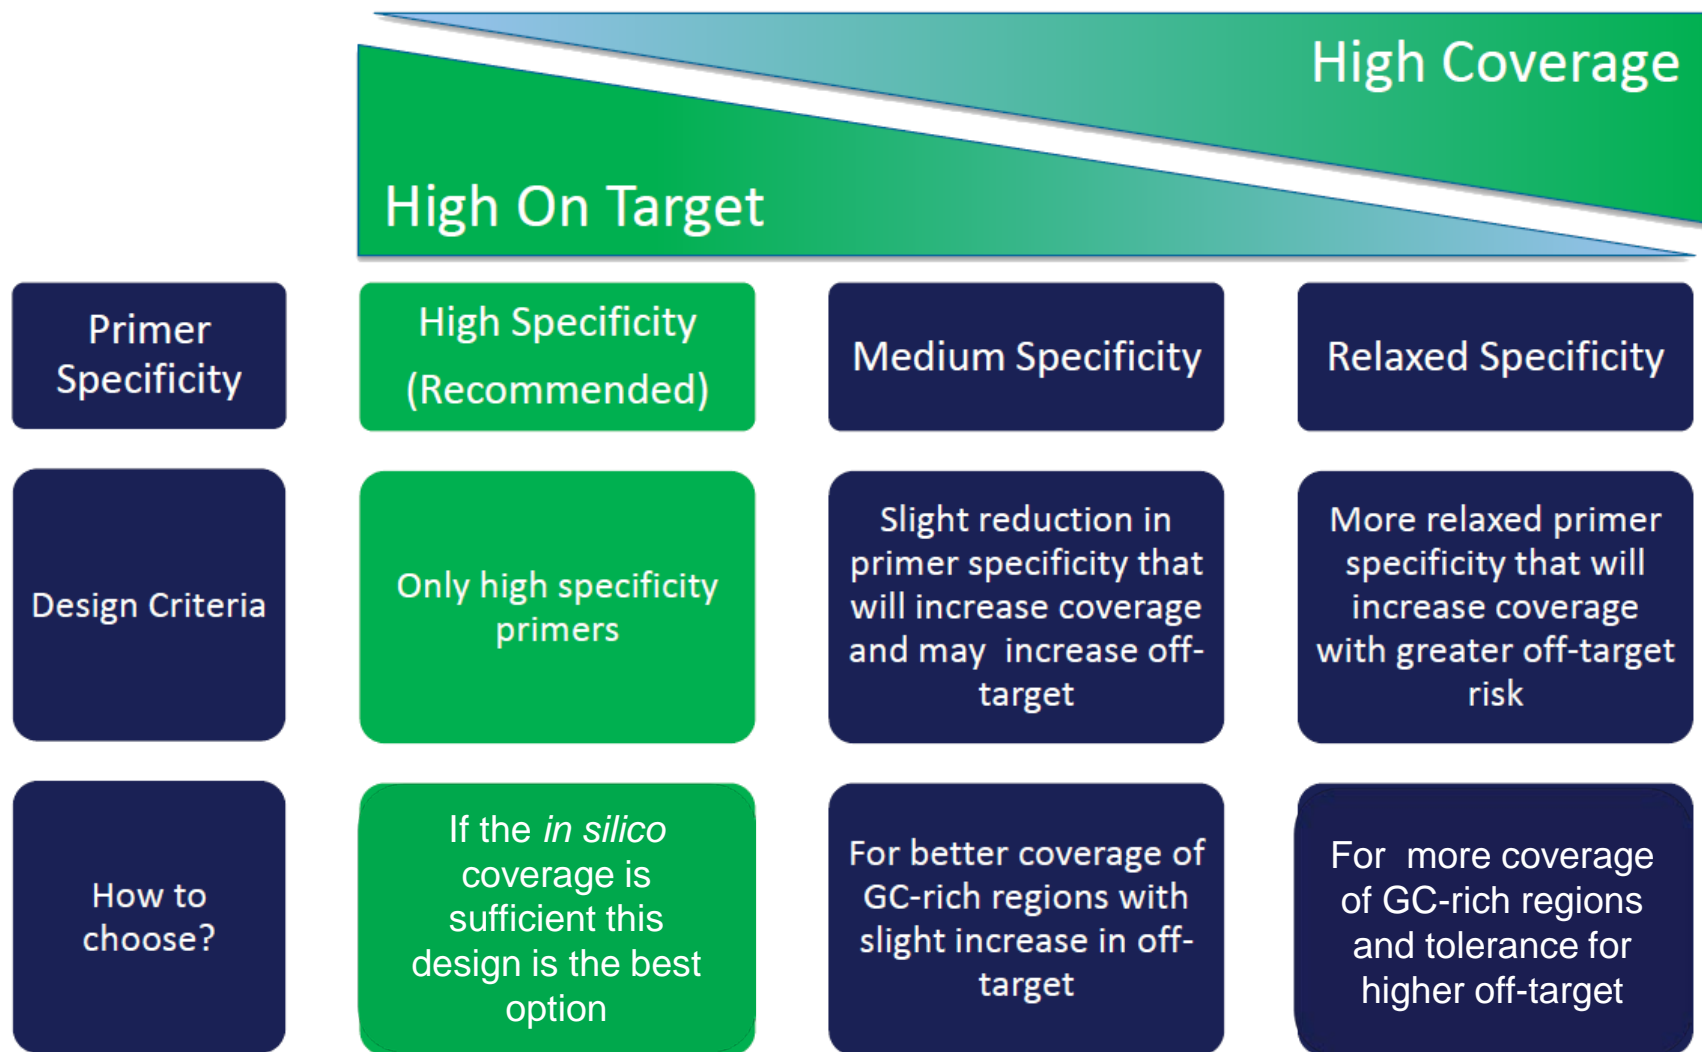 High Coverage
High On Target
Primer
Specificity
High Specificity
(Recommended)
Medium Specificity
Relaxed Specificity
Design Criteria
Only high specificity
primers
Slight reduction in
primer specificity that
will increase coverage
and may  increase off-
target
More relaxed primer
specificity that will
increase coverage
with greater off-target
risk
How to
choose?
If the in silico
coverage is
sufficient this
design is the best
option
For better coverage of
GC-rich regions with
slight increase in off-
target
For  more coverage
of GC-rich regions
and tolerance for
higher off-target